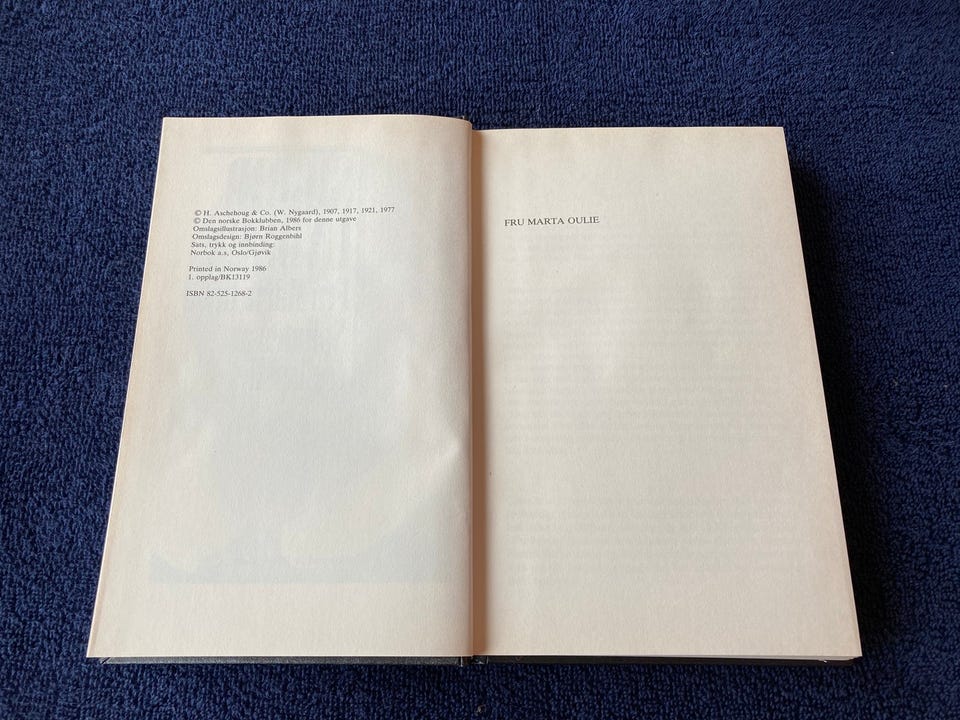 © H. Aschehoug & Co. (W. Nygaard), 1907, 1917, 1921, 1977
© Den norske Bokklubben, 1986 for denne utgave
Omslagsillustrasjon: Brian Albers
Omslagsdesign: Bjørn Roggenbihl
Sats, trykk og innbinding:
Norbok a.s, Oslo/Gjøvik
Printed in Norway 1986
1. opplag/BK13119
ISBN 82-525-1268-2
FRU MARTA OULIE